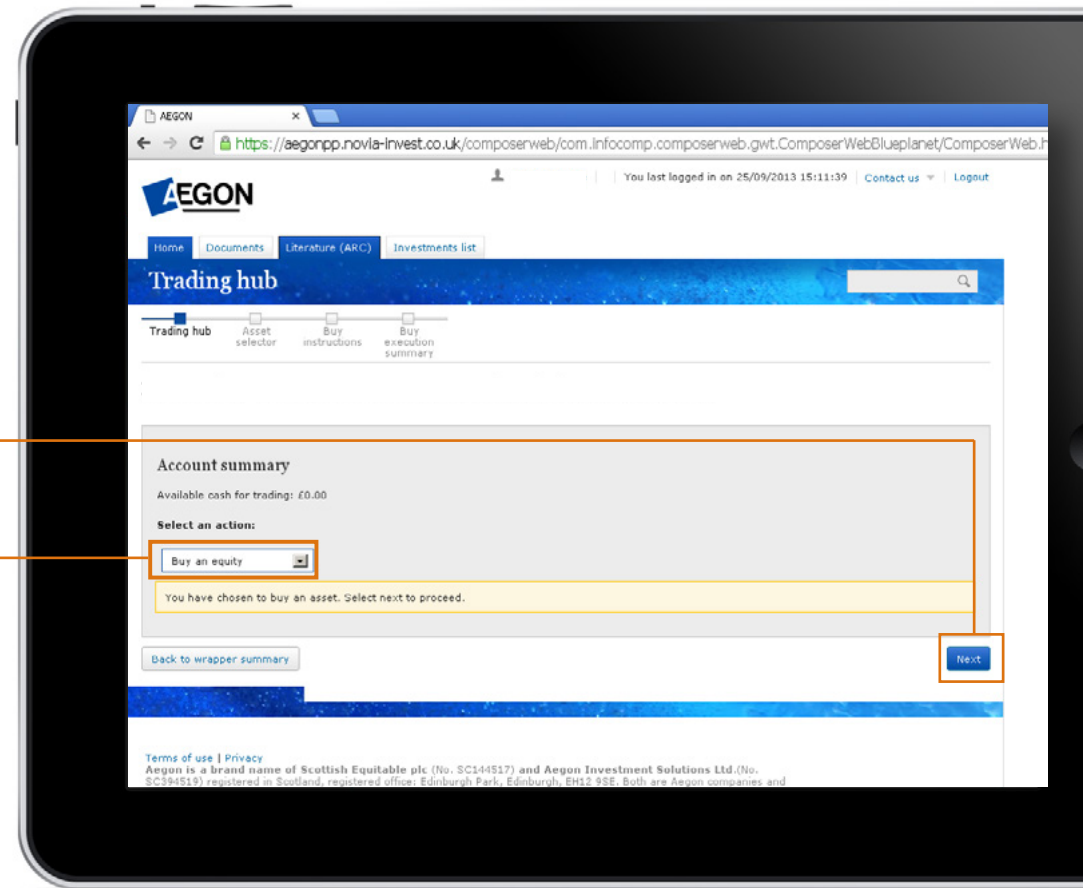 AEGON
https://aegonpp.novia-invest.co.uk/composerweb/com.infocomp.composerweb.gwt.ComposerWebBlueplanet/ComposerWeb.h
AEGON
You last logged in on 25/09/2013 15:11:39 | Contact us | Logout
Home Documents Literature (ARC) Investments list
Trading hub
Trading hub
Asset
selector
Buy
instructions
Buy
execution
summary
Account summary
Available cash for trading: £0.00
Select an action:
Buy an equity
You have chosen to buy an asset. Select next to proceed.
Back to wrapper summary
Next
Terms of use | Privacy
Aegon is a brand name of Scottish Equitable plc (No. SC144517) and Aegon Investment Solutions Ltd.(No.
SC394519) registered in Scotland, registered office: Edinburgh Park, Edinburgh, EH12 9SE. Both are Aegon companies and